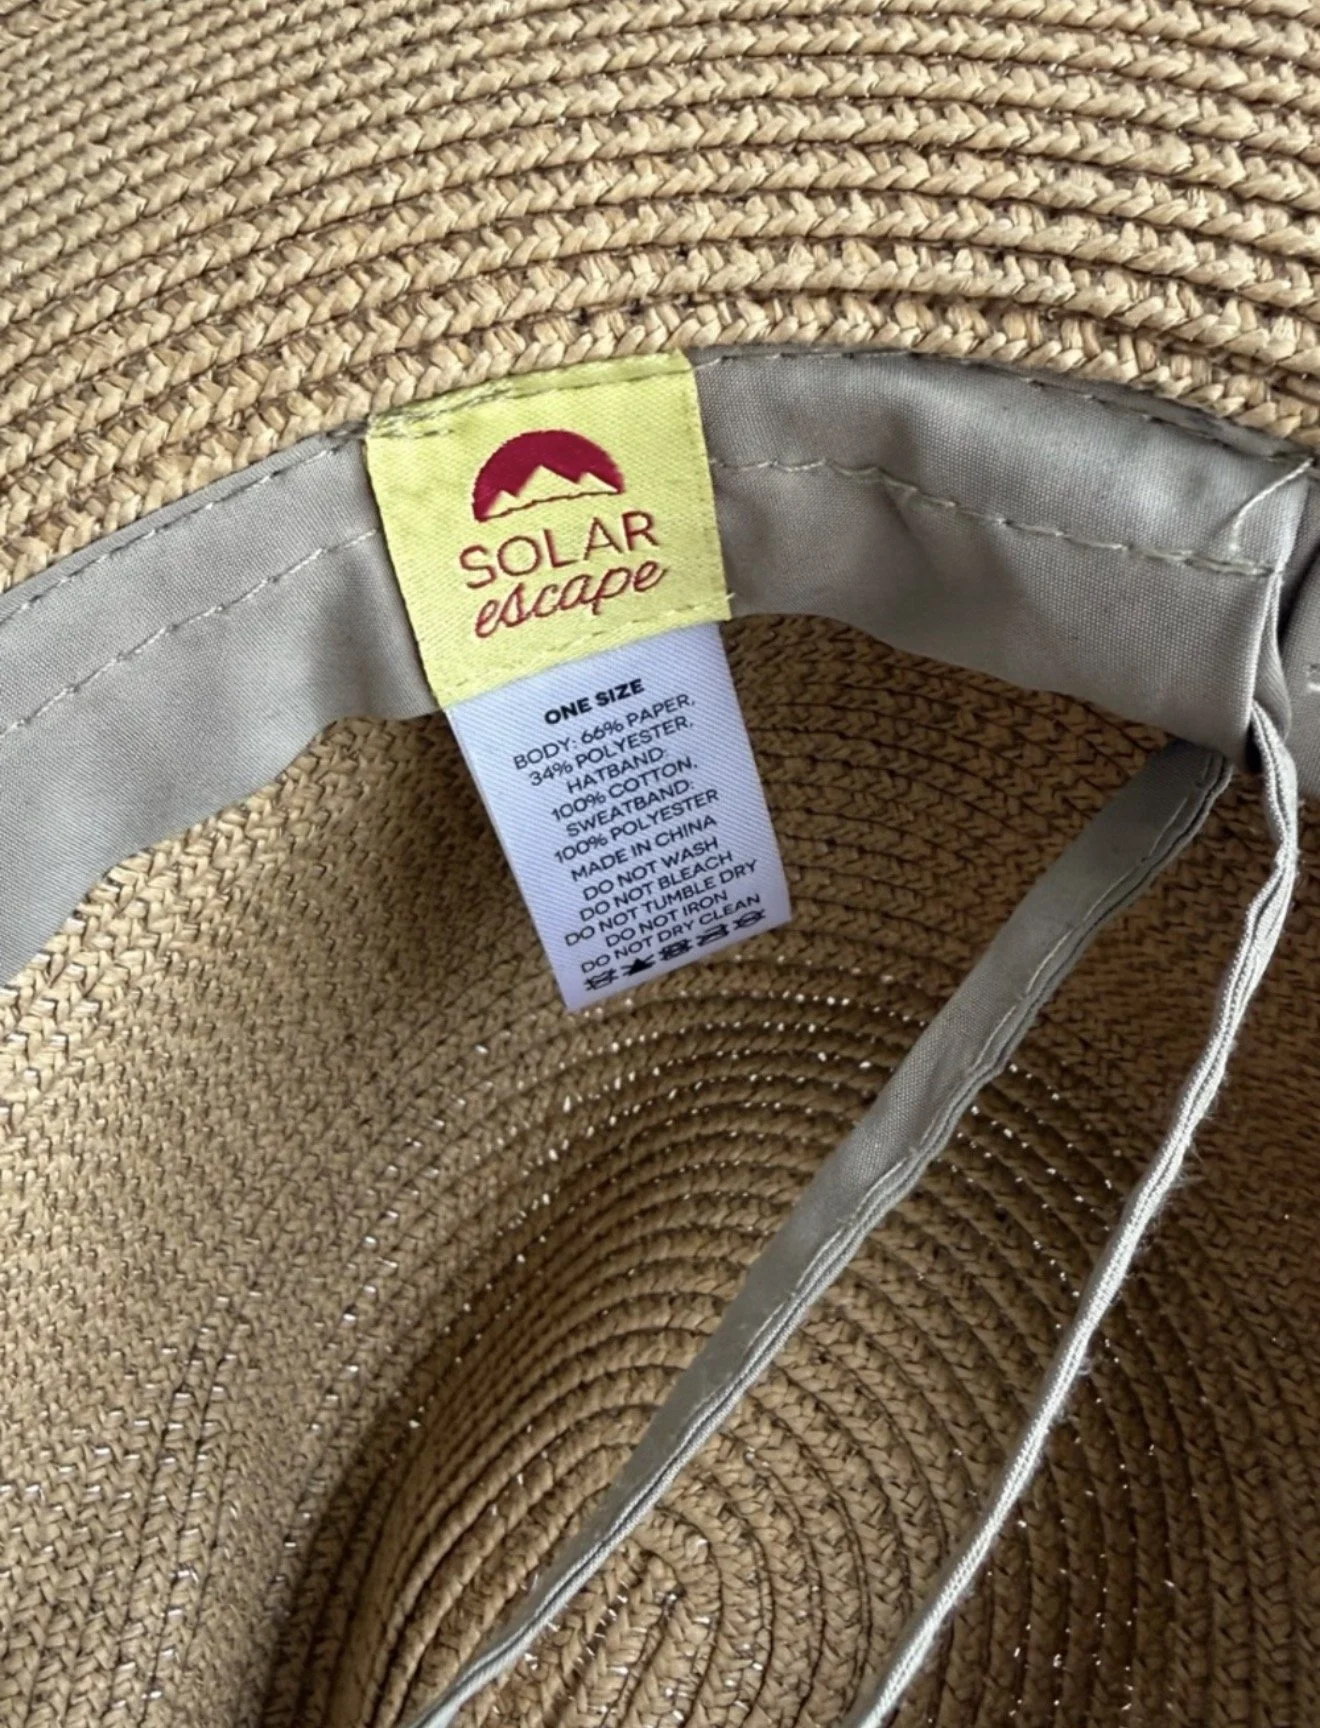 SOLAR
escape
ONE SIZE
BODY: 66% PAPER,
34% POLYESTER,
HATBAND:
100% COTTON,
SWEATBAND:
100% POLYESTER
MADE IN CHINA
DO NOT WASH
DO NOT BLEACH
DO NOT TUMBLE DRY
DO NOT IRON
DO NOT DRY CLEAN